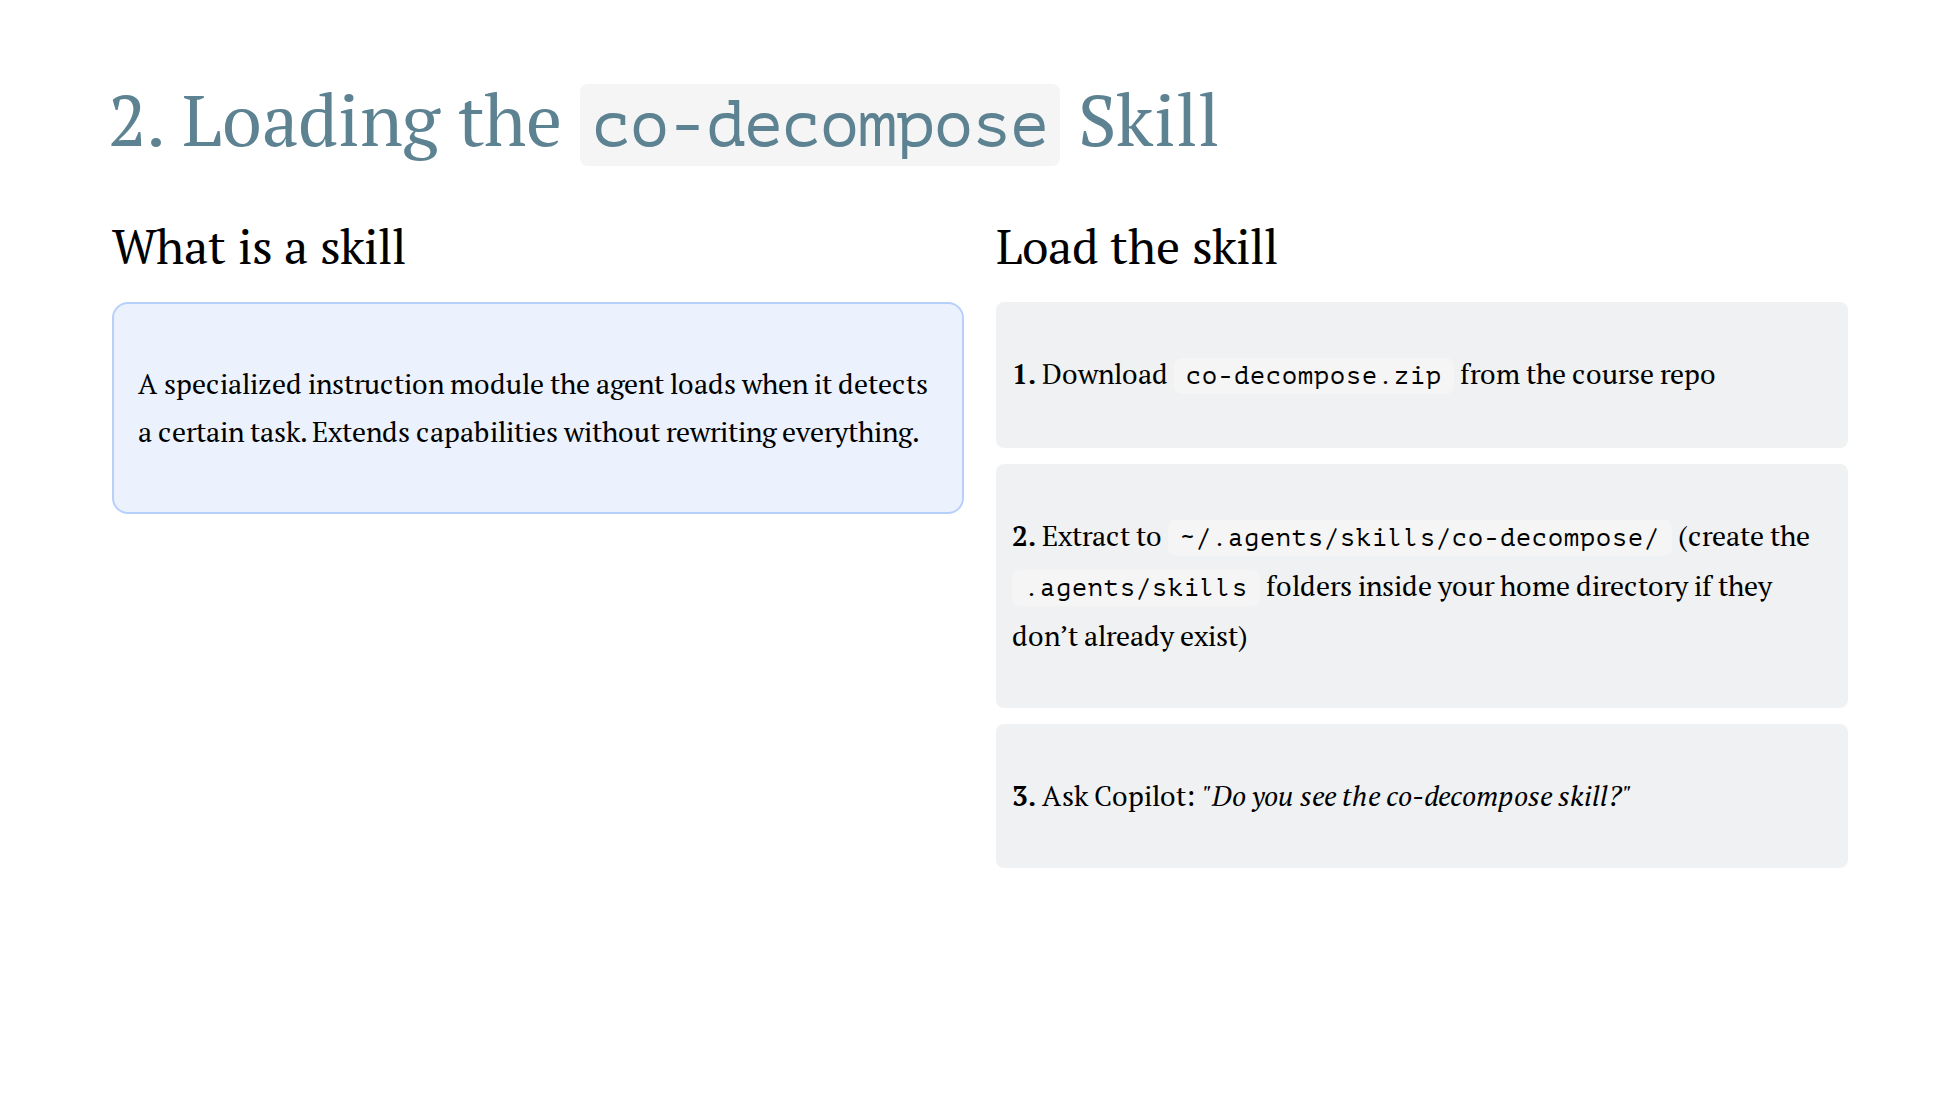 2. Loading the co-decompose Skill
What is a skill
A specialized instruction module the agent loads when it detects
a certain task. Extends capabilities without rewriting everything.
Load the skill
1. Download co-decompose.zip from the course repo
2. Extract to ~/.agents/skills/co-decompose/ (create the
.agents/skills folders inside your home directory if they
don’t already exist)
3. Ask Copilot: "Do you see the co-decompose skill?"